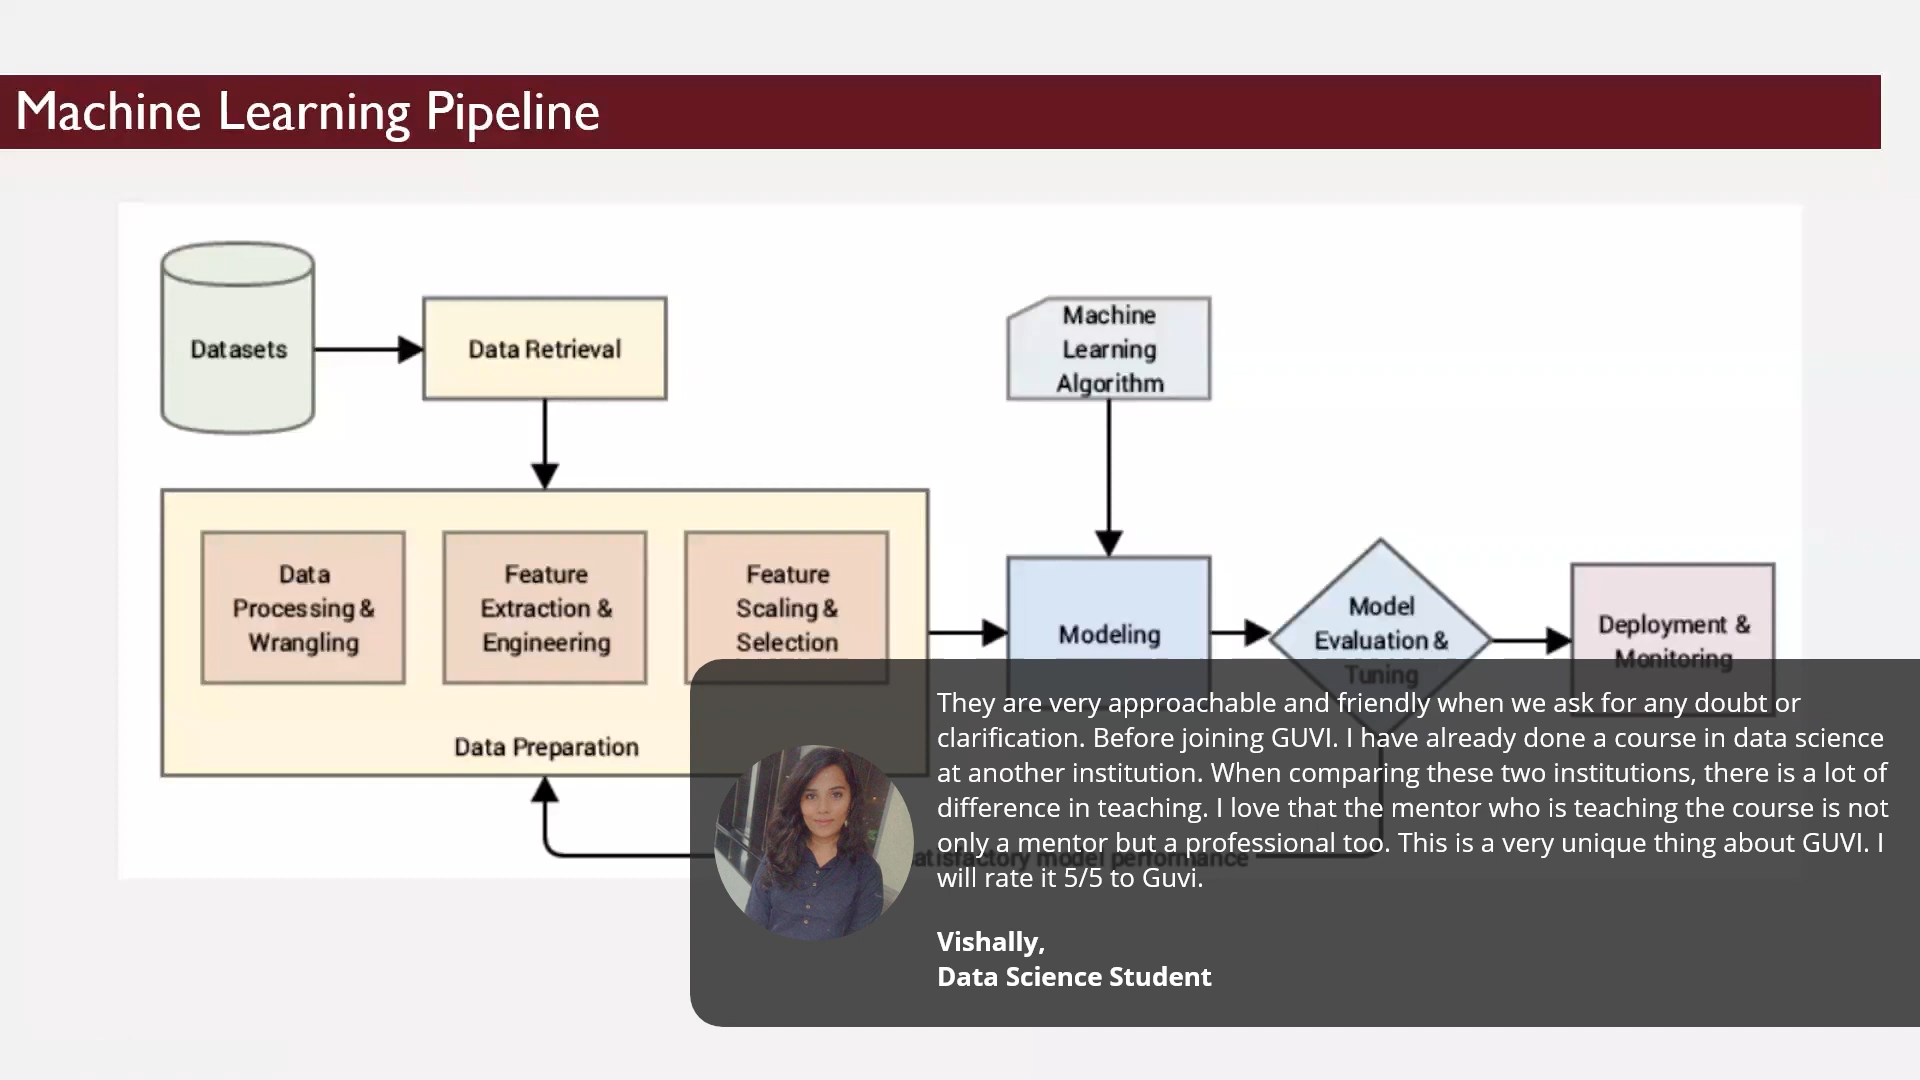 Machine Learning Pipeline
Datasets
Data Retrieval
Machine
Learning
Algorithm
Data
Processing &
Wrangling
Feature
Extraction &
Engineering
Feature
Scaling &
Selection
Data Preparation
Modeling
Model
Evaluation &
Tuning
Deployment &
Monitoring
model performance
They are very approachable and friendly when we ask for any doubt or
clarification. Before joining GUVI. I have already done a course in data science
at another institution. When comparing these two institutions, there is a lot of
difference in teaching. I love that the mentor who is teaching the course is not
only a mentor but a professional too. This is a very unique thing about GUVI. I
will rate it 5/5 to Guvi.
Vishally,
Data Science Student